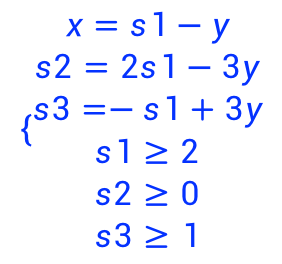 x = s1 − y
s2 = 2s1 − 3y
{s3 =− s1 + 3y
s1 ≥ 2
s2 ≥ 0
s3 ≥ 1